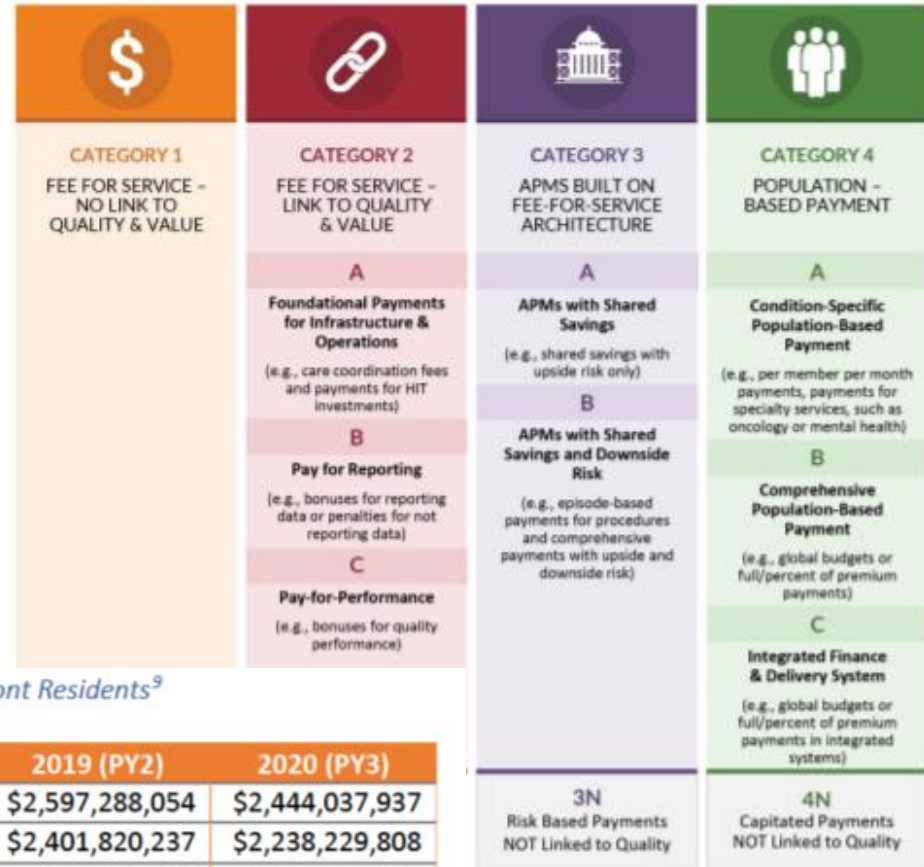 $
CATEGORY 1
FEE FOR SERVICE –
NO LINK TO
QUALITY & VALUE
CATEGORY 2
FEE FOR SERVICE –
LINK TO QUALITY
& VALUE
A
Foundational Payments
for Infrastructure &
Operations
(e.g., care coordination fees
and payments for HIT
investments)
B
Pay for Reporting
(e.g., bonuses for reporting
data or penalties for not
reporting data)
C
Pay-for-Performance
(e.g., bonuses for quality
performance)
CATEGORY 3
APMS BUILT ON
FEE-FOR-SERVICE
ARCHITECTURE
A
APMs with Shared
Savings
(e.g., shared savings with
upside risk only)
B
APMs with Shared
Savings and Downside
Risk
(e.g., episode-based
payments for procedures
and comprehensive
payments with upside and
downside risk)
3N
Risk Based Payments
NOT Linked to Quality
CATEGORY 4
POPULATION –
BASED PAYMENT
A
Condition-Specific
Population-Based
Payment
(e.g., per member per month
payments, payments for
specialty services, such as
oncology or mental health)
B
Comprehensive
Population-Based
Payment
(e.g., global budgets or
full/percent of premium
payments)
C
Integrated Finance
& Delivery System
(e.g., global budgets or
full/percent of premium
payments in integrated
systems)
4N
Capitated Payments
NOT Linked to Quality
ont Residents⁹
2019 (PY2) 2020 (PY3)
$2,597,288,054 $2,444,037,937
$2,401,820,237 $2,238,229,808